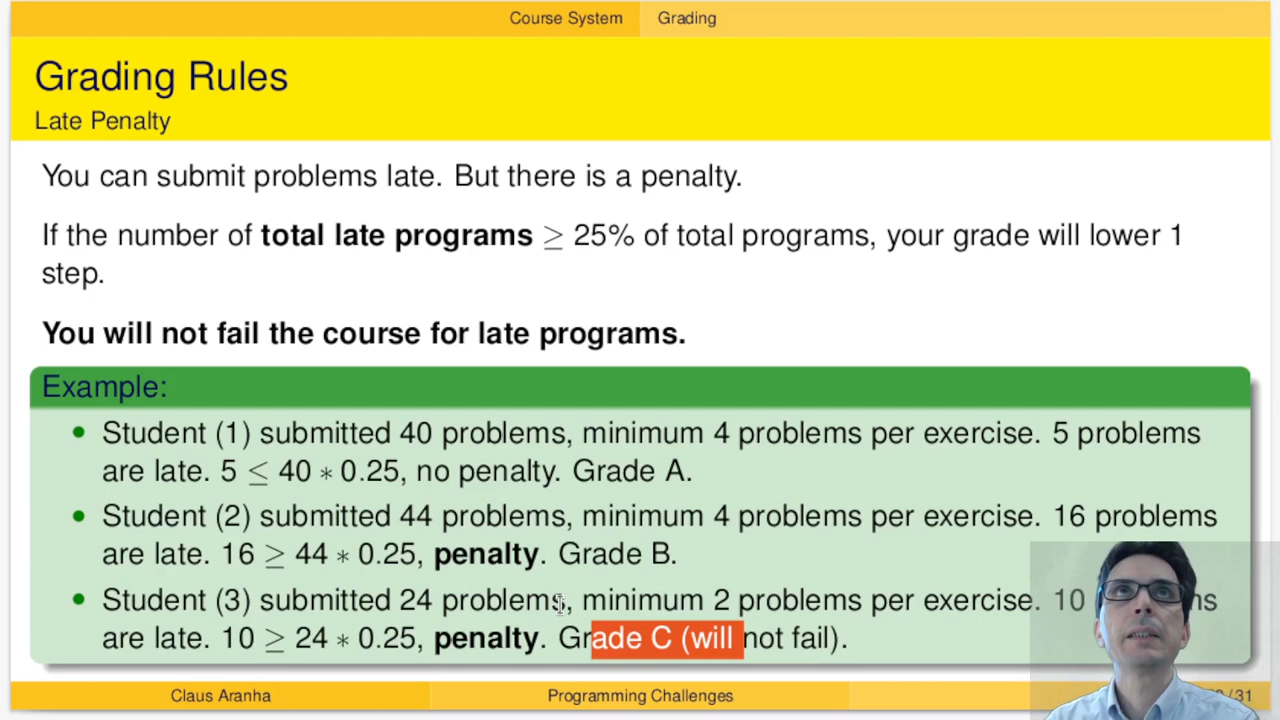 Course System Grading
Grading Rules
Late Penalty
You can submit problems late. But there is a penalty.
If the number of total late programs ≥ 25% of total programs, your grade will lower 1
step.
You will not fail the course for late programs.
Example:
• Student (1) submitted 40 problems, minimum 4 problems per exercise. 5 problems
are late. 5 ≤ 40 ∗ 0.25, no penalty. Grade A.
• Student (2) submitted 44 problems, minimum 4 problems per exercise. 16 problems
are late. 16 ≥ 44 ∗ 0.25, penalty. Grade B.
• Student (3) submitted 24 problems, minimum 2 problems per exercise. 10
are late. 10 ≥ 24 ∗ 0.25, penalty. Grade C (will not fail).
Claus Aranha Programming Challenges /31